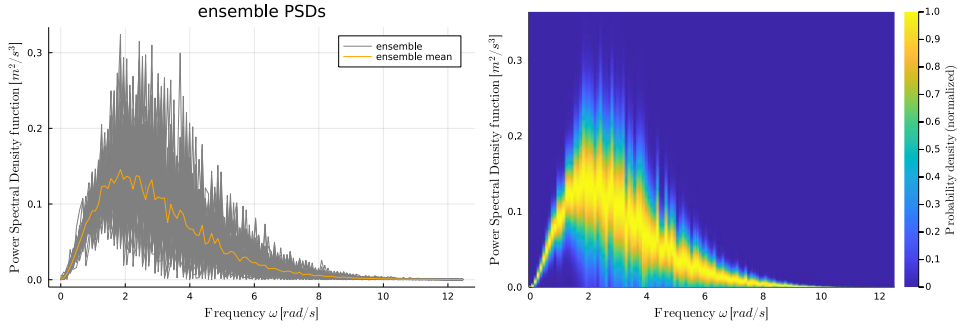 ensemble PSDs
Power Spectral Density function [m²/s³]
0.3
0.2
0.1
0.0
ensemble
ensemble mean
0 2 4 6 8 10 12
Frequency ω [rad/s]
Power Spectral Density function [m²/s³]
0.3
0.2
0.1
0.0
0 2 4 6 8 10 12
Frequency ω [rad/s]
1.0
0.9
0.8
0.7
0.6
0.5
0.4
0.3
0.2
0.1
0
Probability density (normalized)